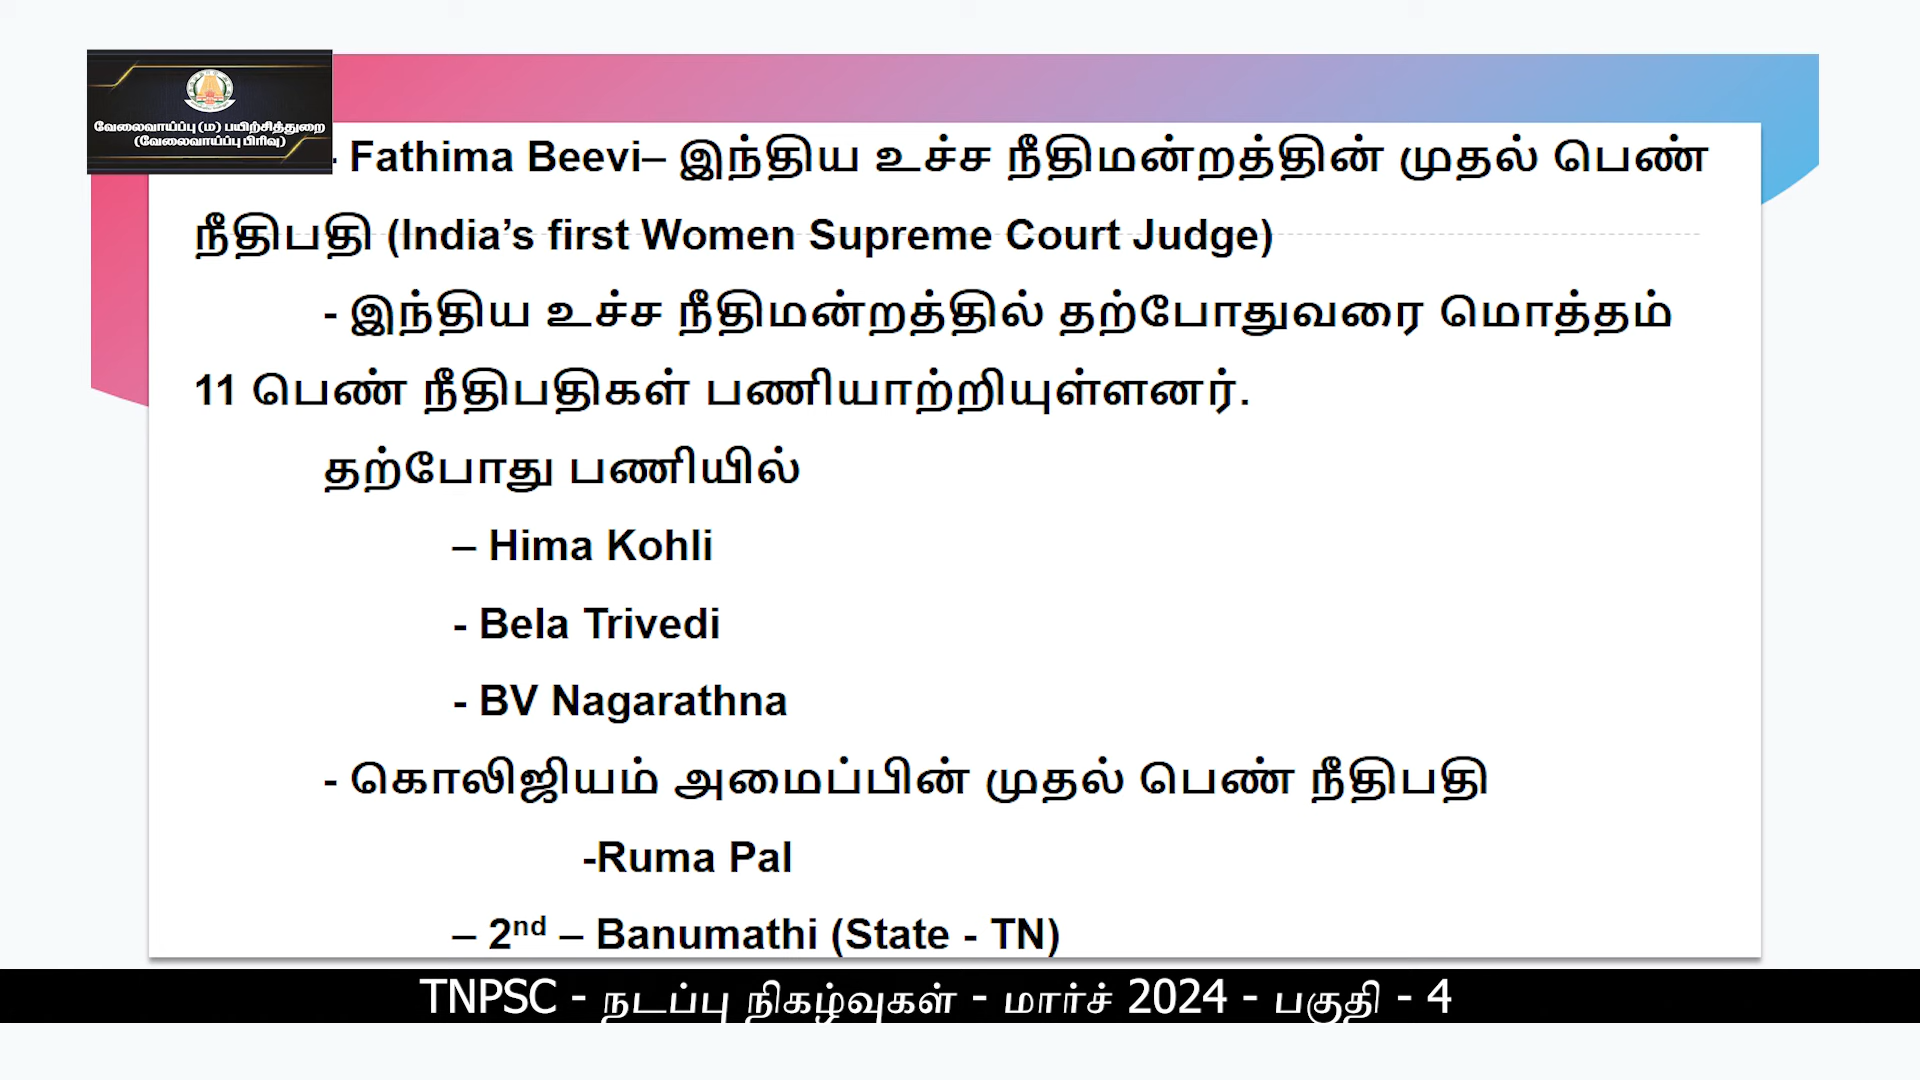 வேலைவாய்ப்பு (ம) பயிற்சித்துறை
(வேலைவாய்ப்பு பிரிவு)
- Fathima Beevi– இந்திய உச்ச நீதிமன்றத்தின் முதல் பெண்
நீதிபதி (India’s first Women Supreme Court Judge)
- இந்திய உச்ச நீதிமன்றத்தில் தற்போதுவரை மொத்தம்
11 பெண் நீதிபதிகள் பணியாற்றியுள்ளனர்.
தற்போது பணியில்
– Hima Kohli
- Bela Trivedi
- BV Nagarathna
- கொலிஜியம் அமைப்பின் முதல் பெண் நீதிபதி
-Ruma Pal
– 2nd – Banumathi (State - TN)
TNPSC - நடப்பு நிகழ்வுகள் - மார்ச் 2024 - பகுதி - 4